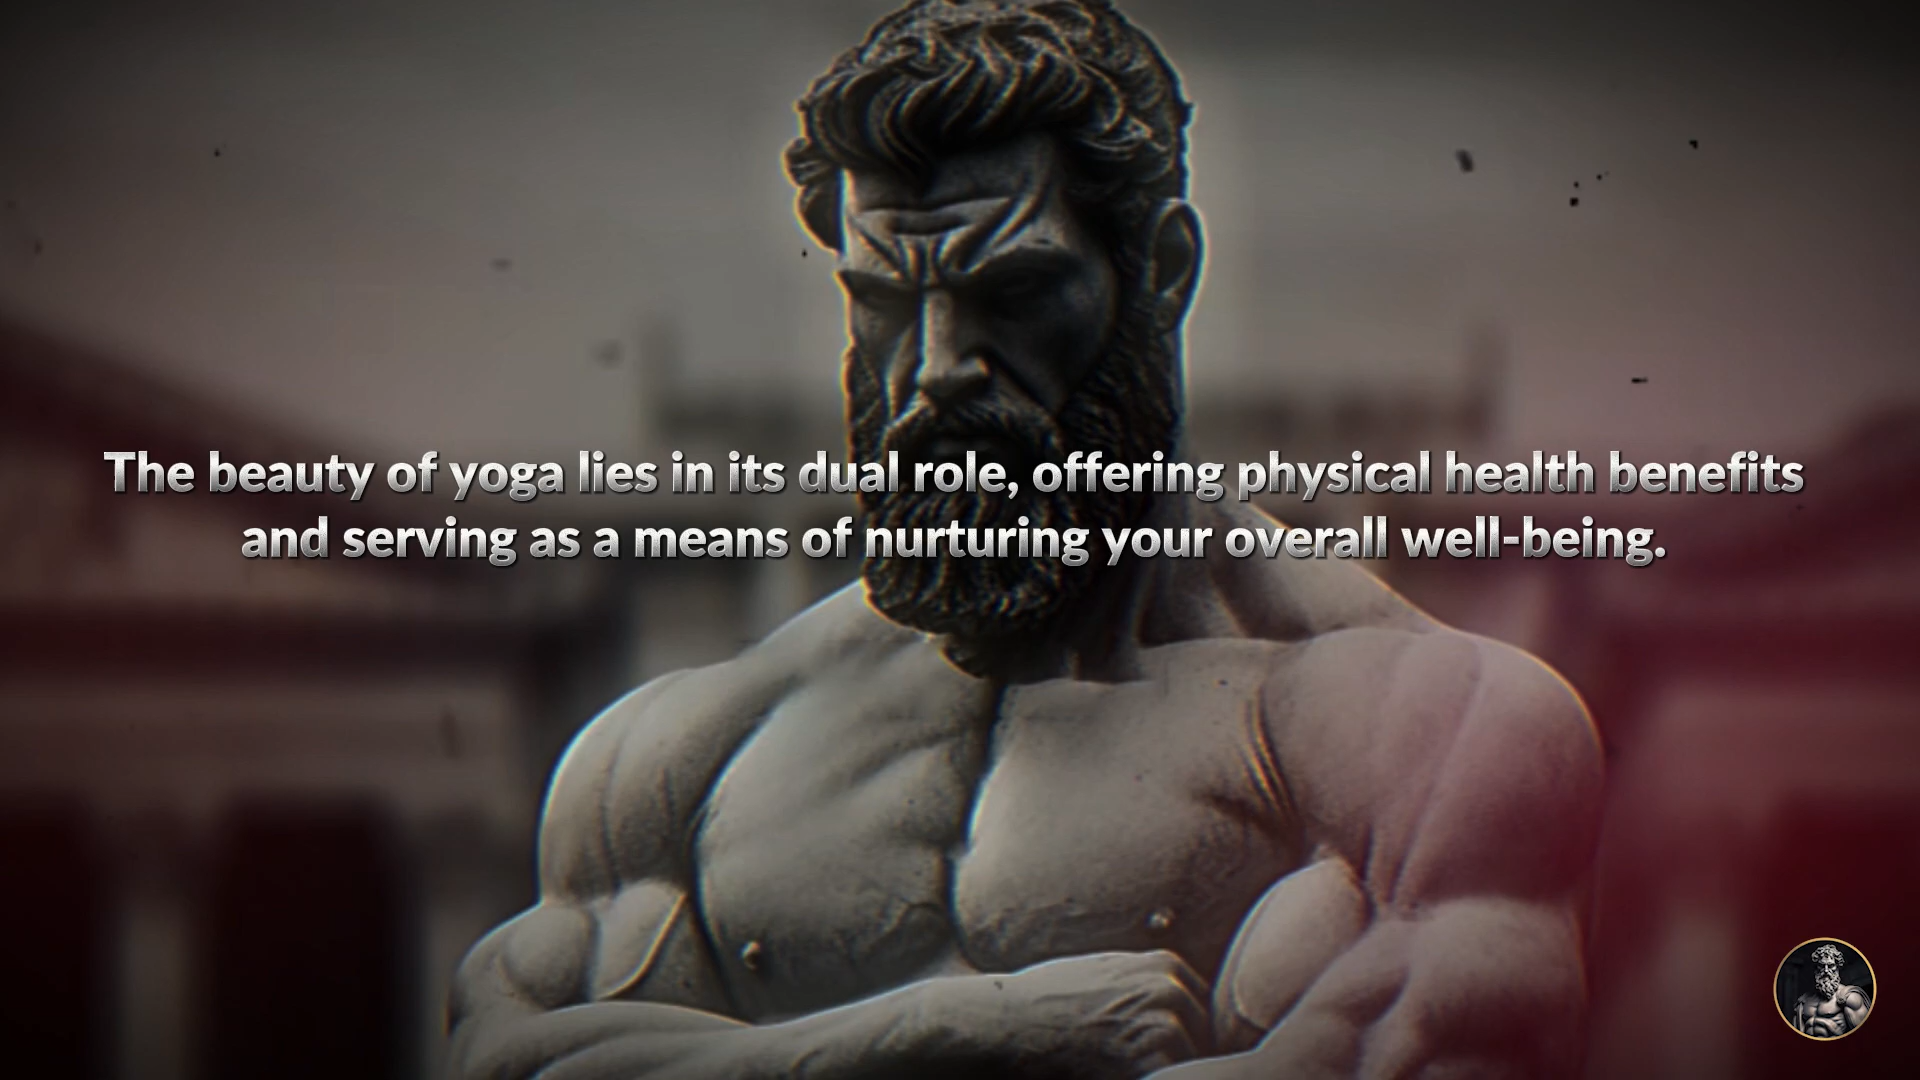 The beauty of yoga lies in its dual role, offering physical health benefits
and serving as a means of nurturing your overall well-being.